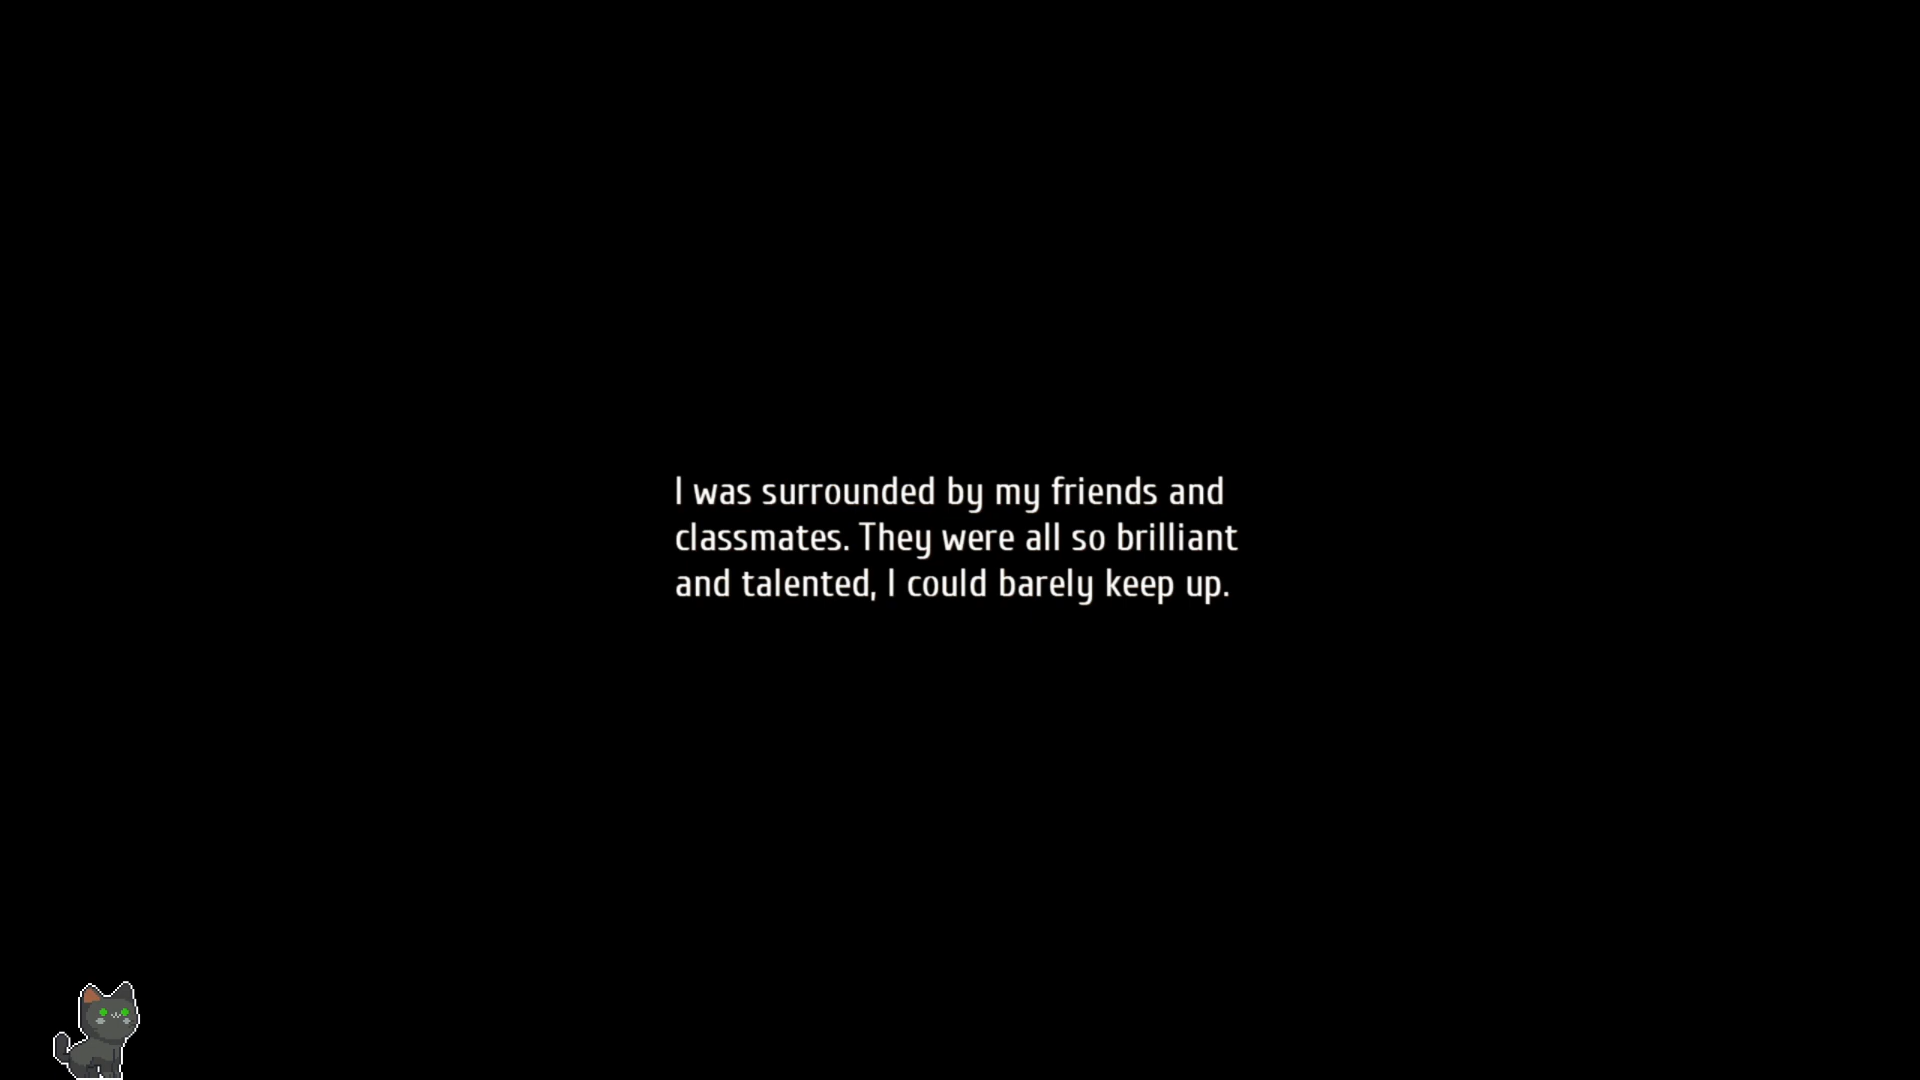 I was surrounded by my friends and
classmates. They were all so brilliant
and talented, I could barely keep up.